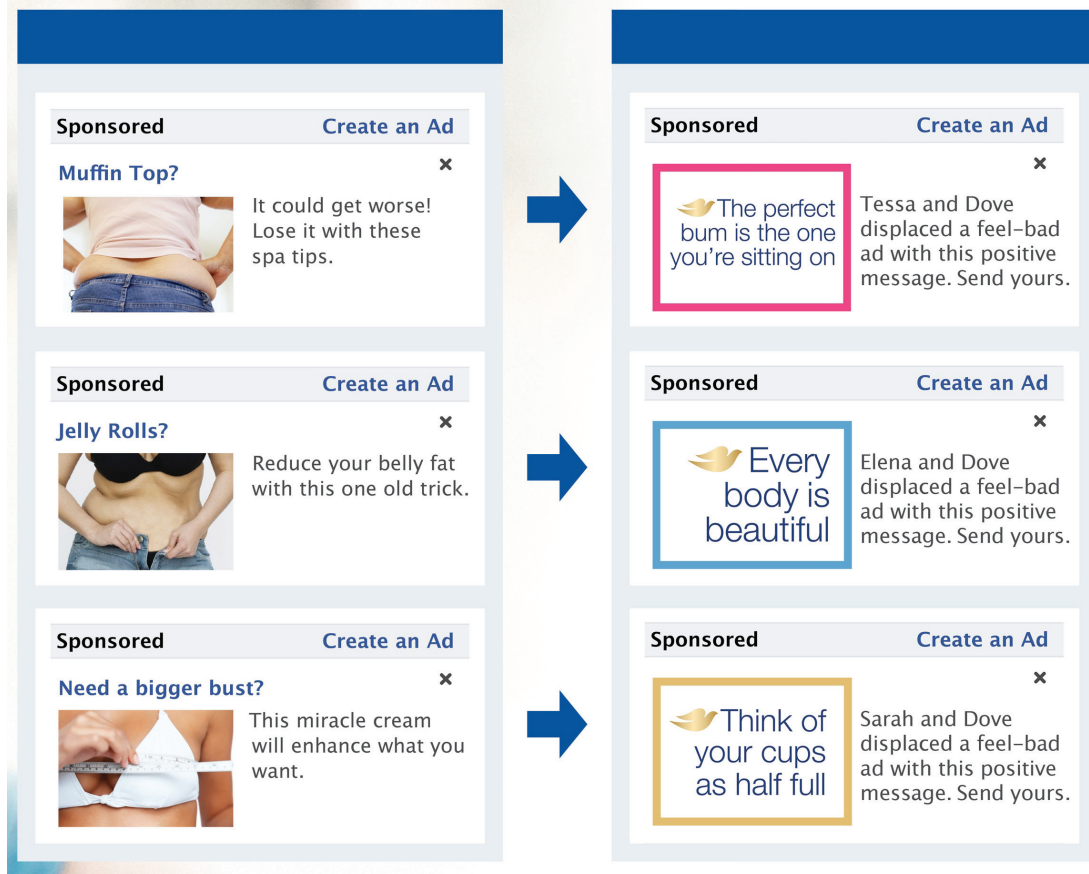 Sponsored Create an Ad
Muffin Top?
It could get worse!
Lose it with these
spa tips.
Sponsored Create an Ad
Jelly Rolls?
Reduce your belly fat
with this one old trick.
Sponsored Create an Ad
Need a bigger bust?
This miracle cream
will enhance what you
want.
Sponsored Create an Ad
The perfect
bum is the one
you're sitting on
Tessa and Dove
displaced a feel-bad
ad with this positive
message. Send yours.
Sponsored Create an Ad
Every
body is
beautiful
Elena and Dove
displaced a feel-bad
ad with this positive
message. Send yours.
Sponsored Create an Ad
Think of
your cups
as half full
Sarah and Dove
displaced a feel-bad
ad with this positive
message. Send yours.